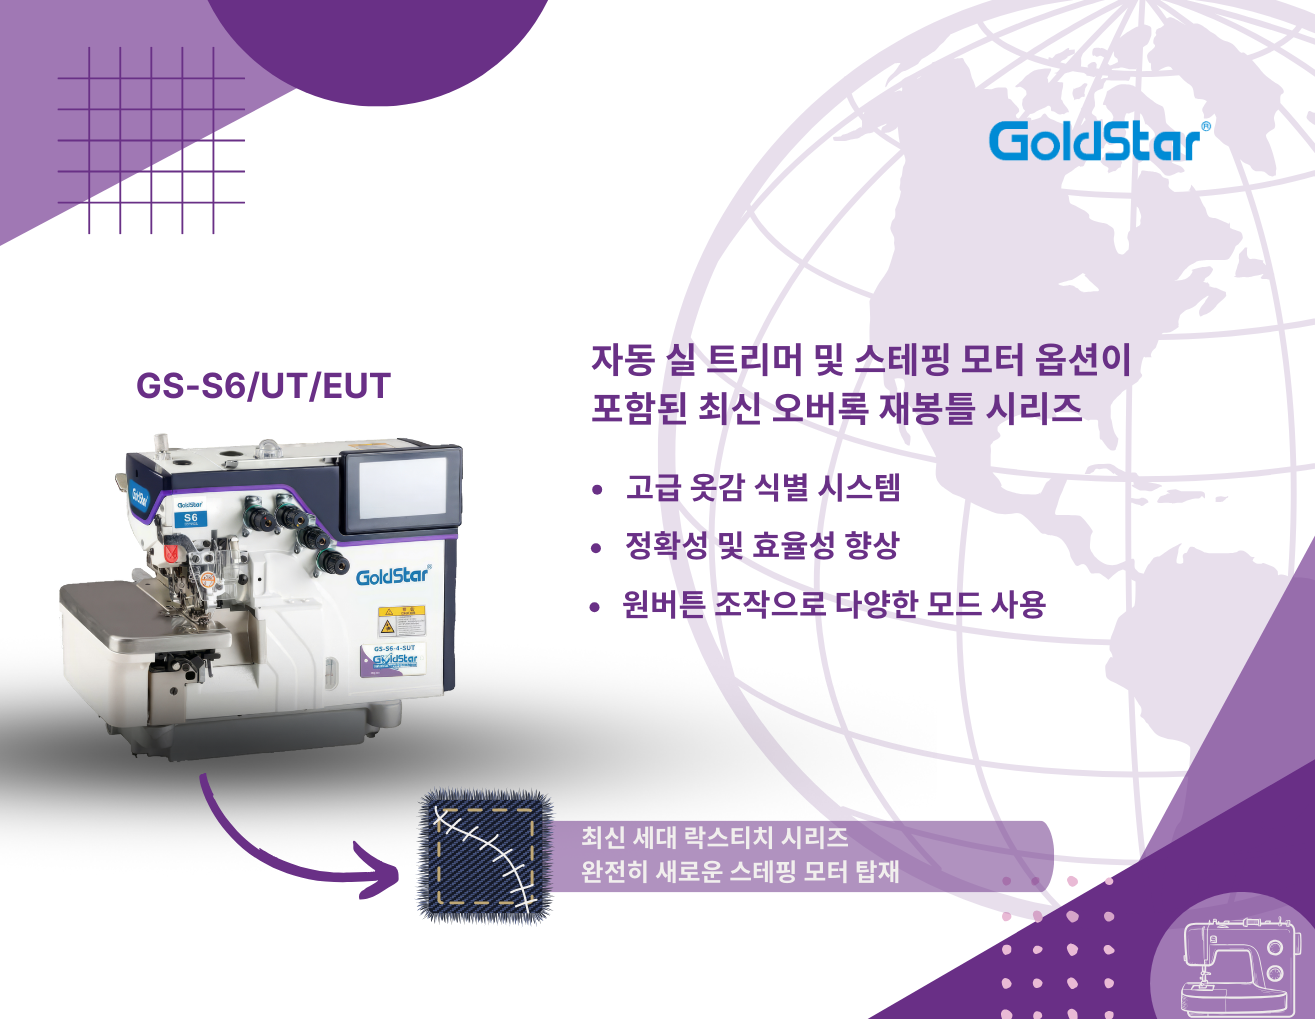 GoldStar®
GS-S6/UT/EUT
자동 실 트리머 및 스테핑 모터 옵션이
포함된 최신 오버록 재봉틀 시리즈
• 고급 옷감 식별 시스템
• 정확성 및 효율성 향상
• 원버튼 조작으로 다양한 모드 사용
GoldStar
GoldStar
S6
GoldStar®
GS-S6-4-5UT
GoldStar
최신 세대 락스티치 시리즈
완전히 새로운 스테핑 모터 탑재